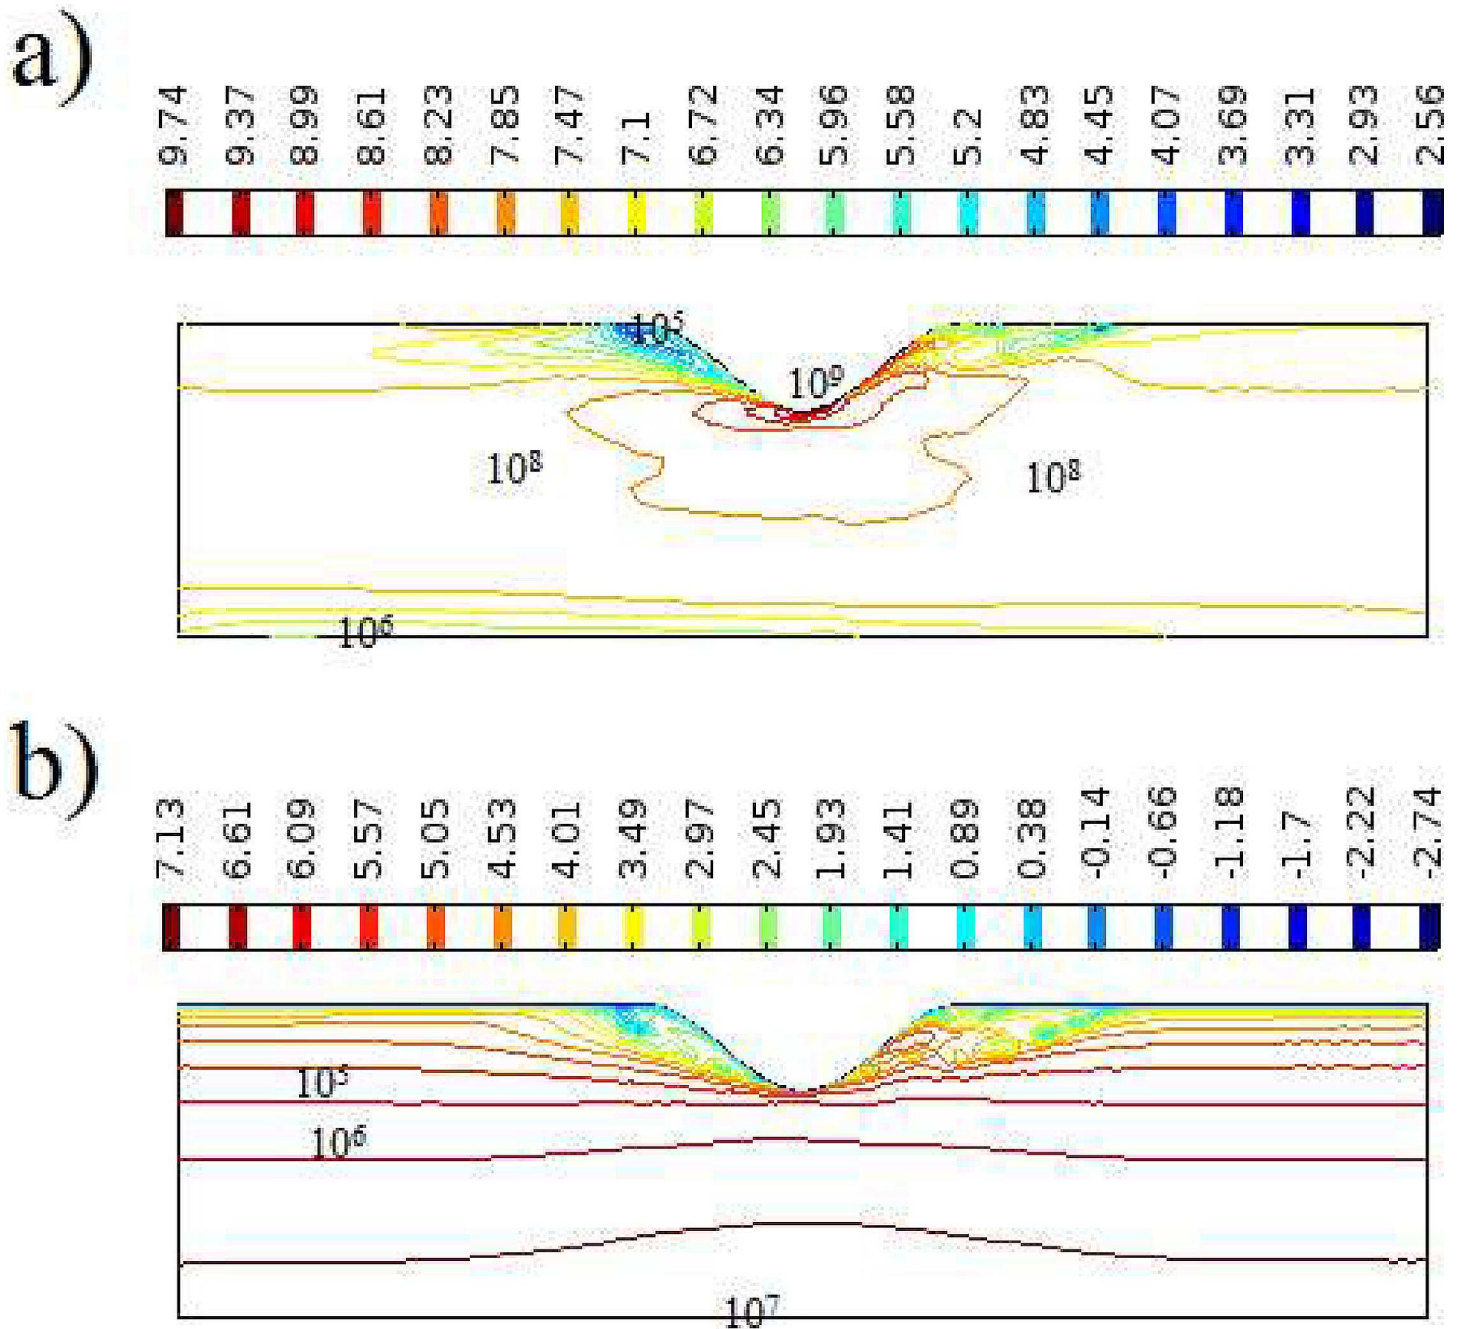 a)
9.74 9.37 8.99 8.61 8.23 7.85 7.47 7.1 6.72 6.34 5.96 5.58 5.2 4.83 4.45 4.07 3.69 3.31 2.93 2.56
10⁵
10⁹
10⁸ 10⁸
10⁶
b)
7.13 6.61 6.09 5.57 5.05 4.53 4.01 3.49 2.97 2.45 1.93 1.41 0.89 0.38 -0.14 -0.66 -1.18 -1.7 -2.22 -2.74
10⁵
10⁶
10⁷